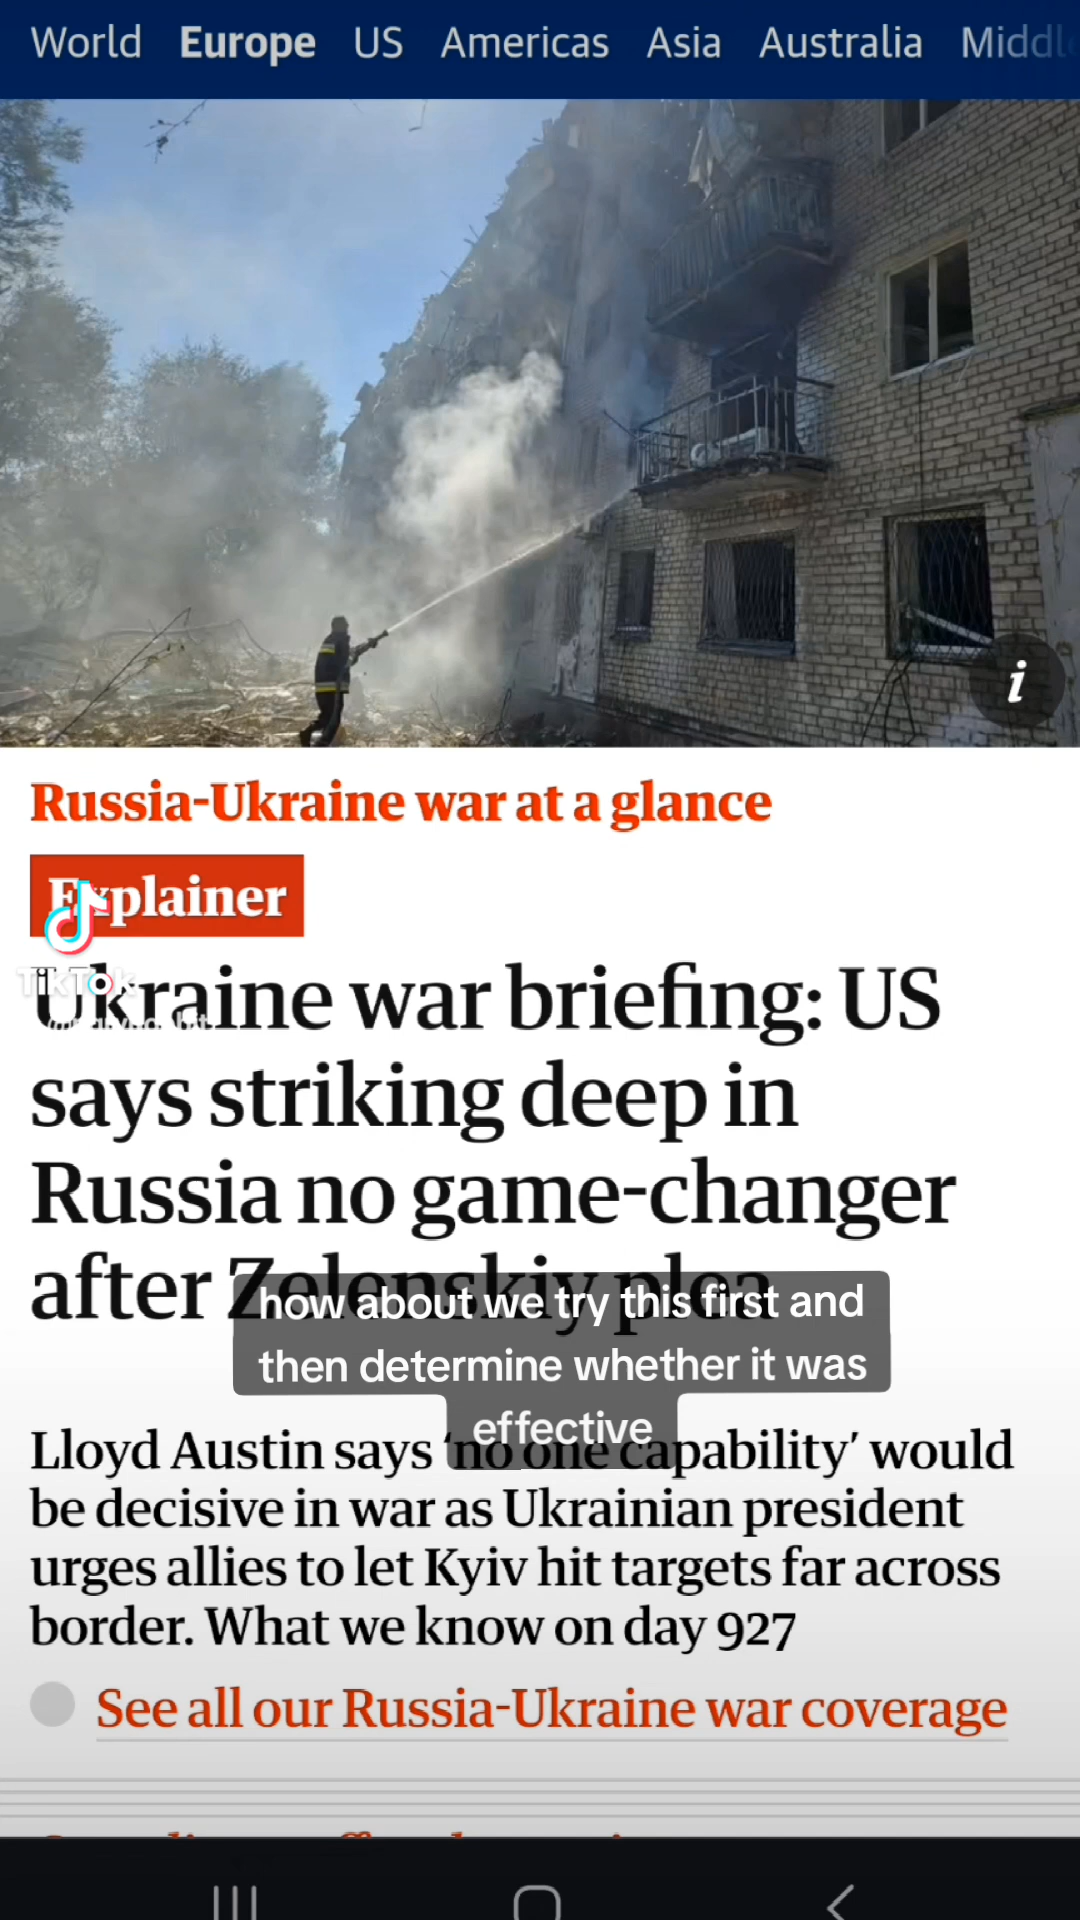 World Europe US Americas Asia Australia Middle
i
Russia-Ukraine war at a glance
Explainer
TikTok
Ukraine war briefing: US
says striking deep in
Russia no game-changer
after Zelenskiy plea
how about we try this first and
then determine whether it was
effective
Lloyd Austin says ‘no one capability’ would
be decisive in war as Ukrainian president
urges allies to let Kyiv hit targets far across
border. What we know on day 927
See all our Russia-Ukraine war coverage